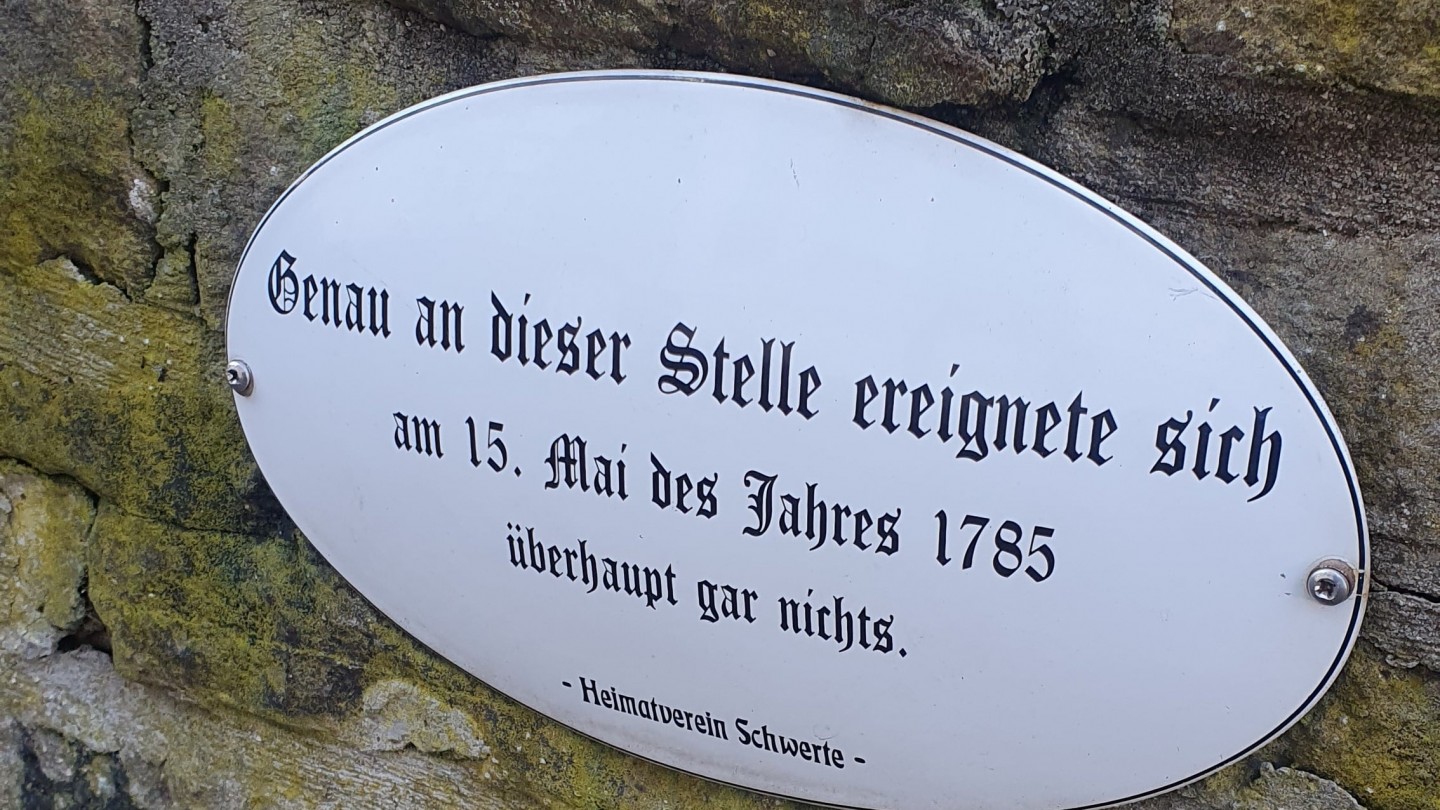 Genau an dieser Stelle ereignete sich
am 15. Mai des Jahres 1785
überhaupt gar nichts.
- Heimatverein Schwerte -